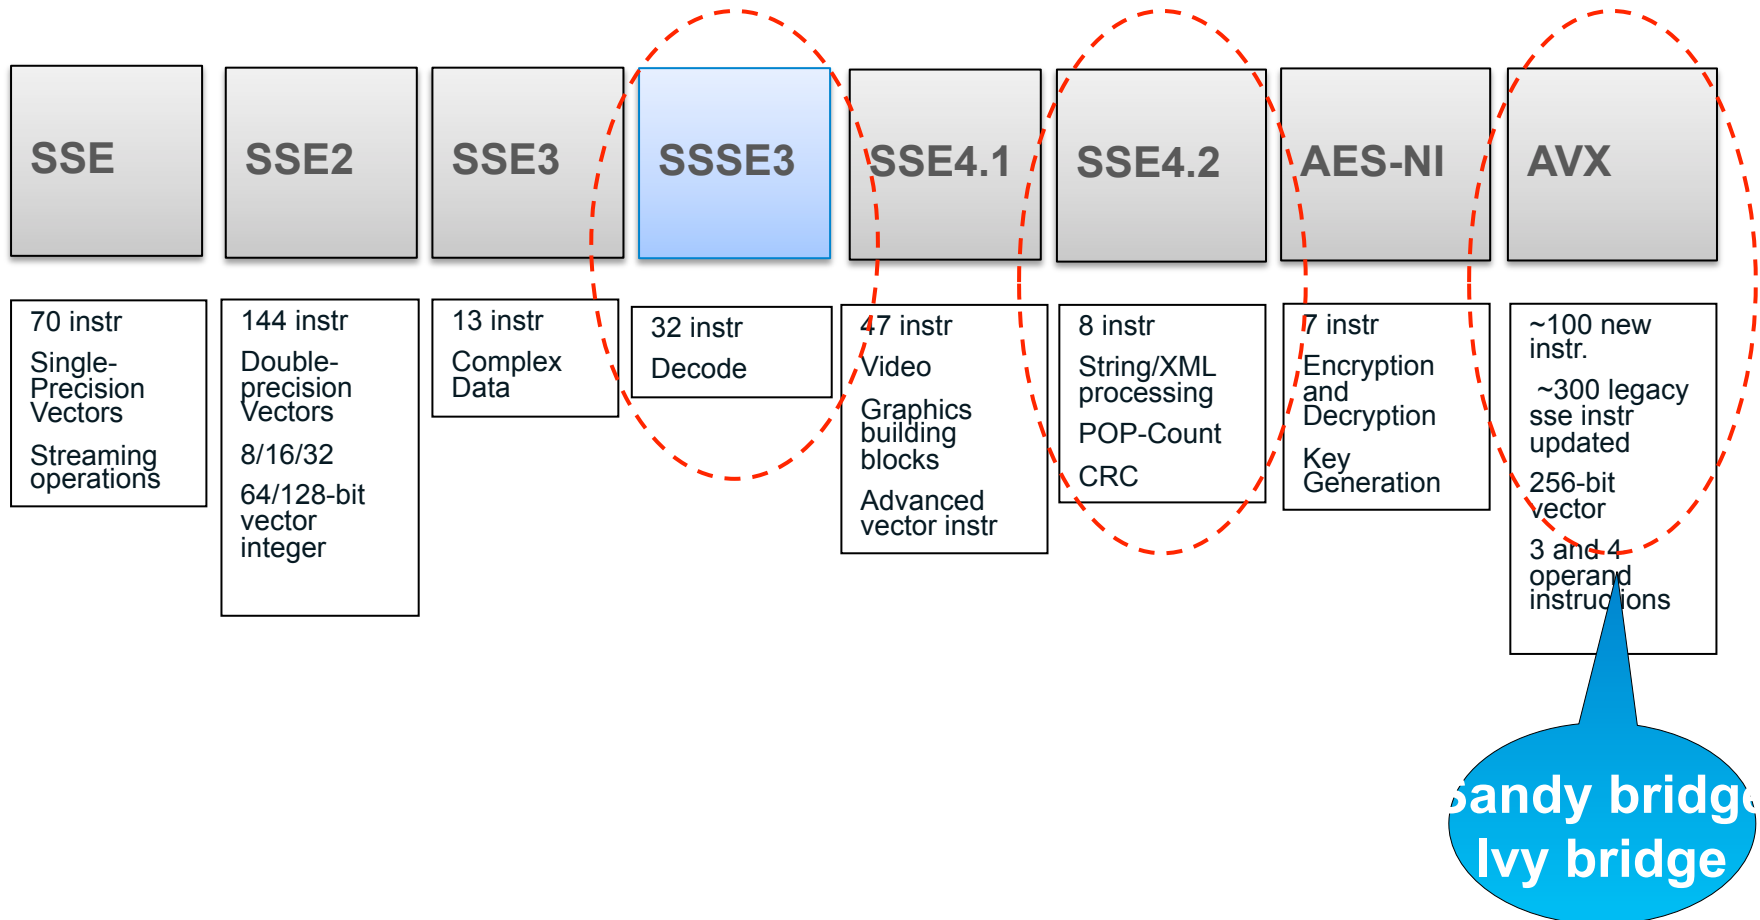 SSE
SSE2
SSE3
SSSE3
SSE4.1
SSE4.2
AES-NI
AVX
70 instr
Single-
Precision
Vectors
Streaming
operations
144 instr
Double-
precision
Vectors
8/16/32
64/128-bit
vector
integer
13 instr
Complex
Data
32 instr
Decode
47 instr
Video
Graphics
building
blocks
Advanced
vector instr
8 instr
String/XML
processing
POP-Count
CRC
7 instr
Encryption
and
Decryption
Key
Generation
~100 new
instr.
~300 legacy
sse instr
updated
256-bit
vector
3 and 4
operand
instructions
Sandy bridge
Ivy bridge